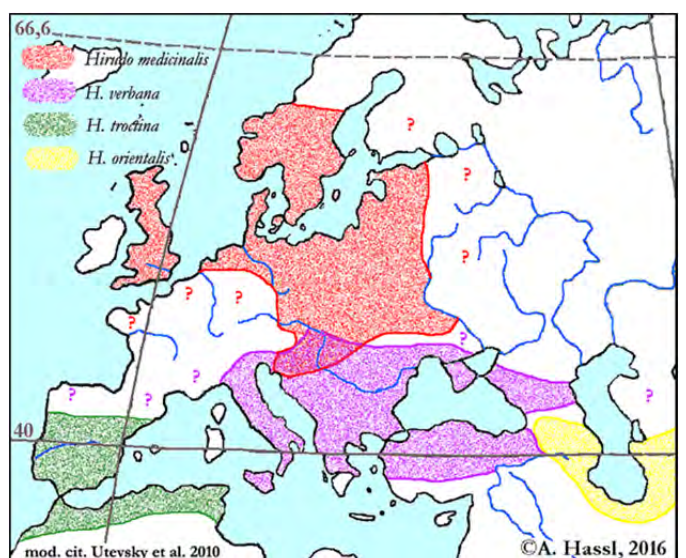 66,6
Hirudo medicinalis
H. verbana
H. troctina
H. orientalis
?
?
?
?
?
?
?
?
?
?
?
40
mod. cit. Utevsky et al. 2010
©A. Hassl, 2016